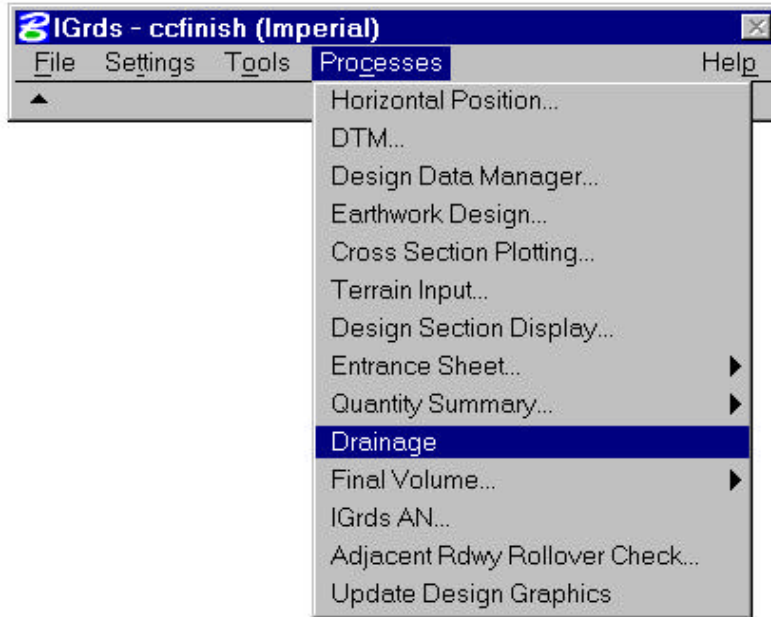 IGrds - ccfinish (Imperial)
File Settings Tools Processes Help
Horizontal Position...
DTM...
Design Data Manager...
Earthwork Design...
Cross Section Plotting...
Terrain Input...
Design Section Display...
Entrance Sheet...
Quantity Summary...
Drainage
Final Volume...
IGrds AN...
Adjacent Rdwy Rollover Check...
Update Design Graphics